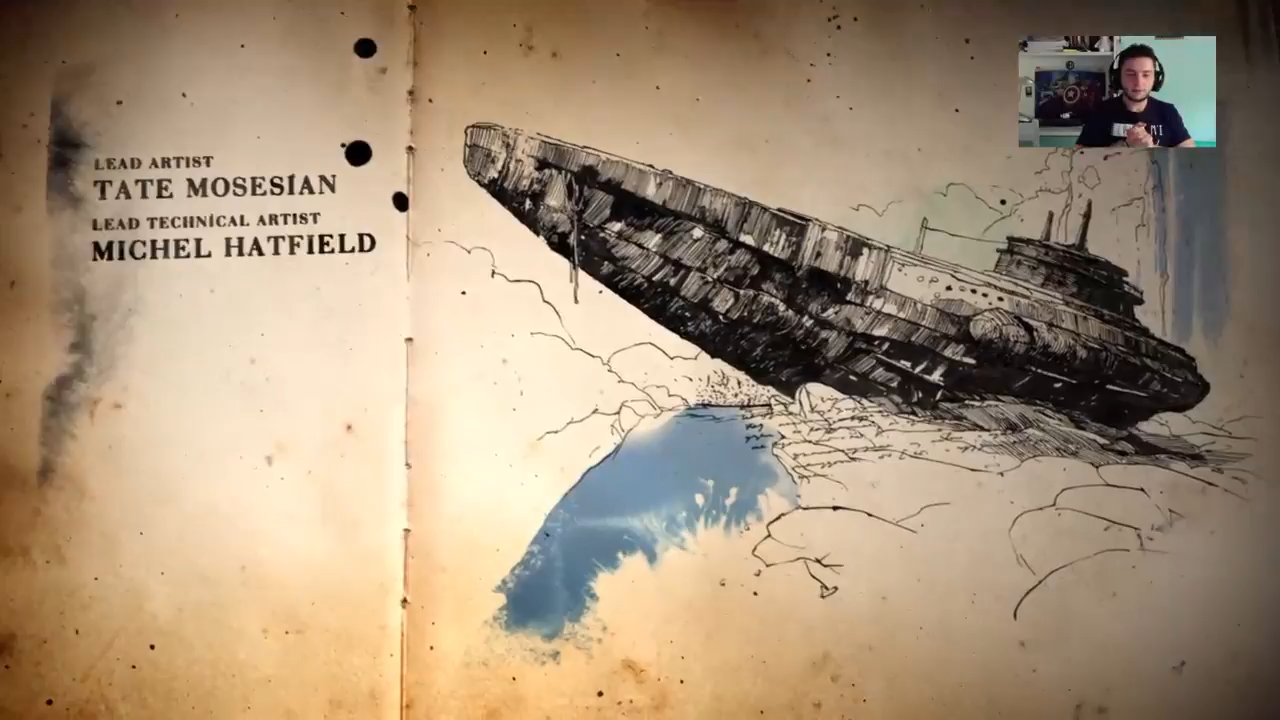 LEAD ARTIST
TATE MOSESIAN
LEAD TECHNICAL ARTIST
MICHEL HATFIELD